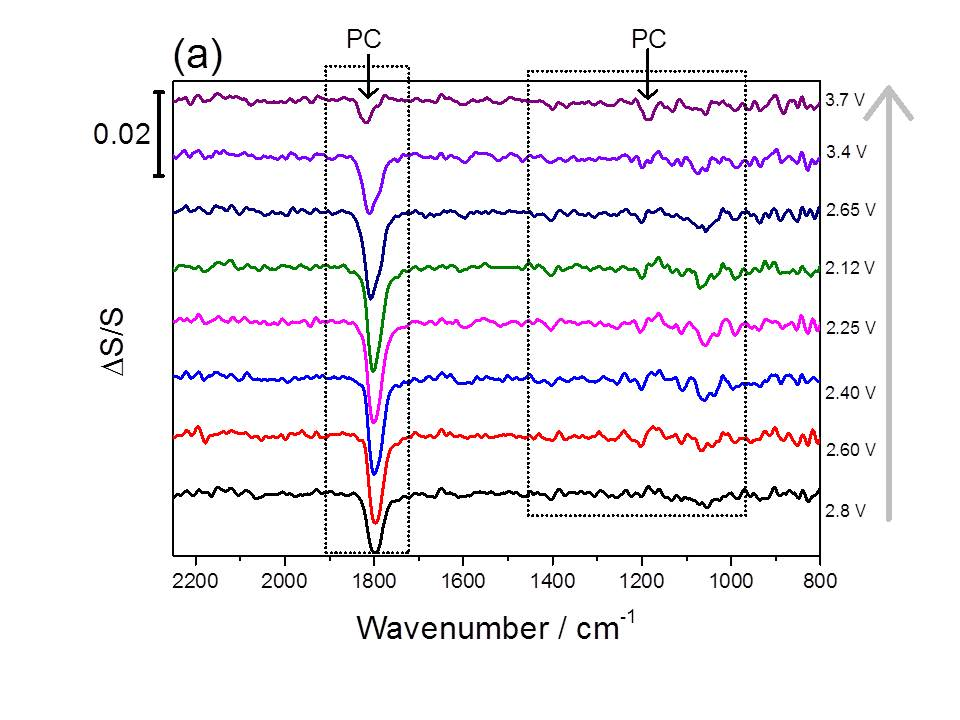 (a)
PC
PC
0.02
3.7 V
3.4 V
2.65 V
2.12 V
2.25 V
2.40 V
2.60 V
2.8 V
ΔS/S
2200 2000 1800 1600 1400 1200 1000 800
Wavenumber / cm⁻¹